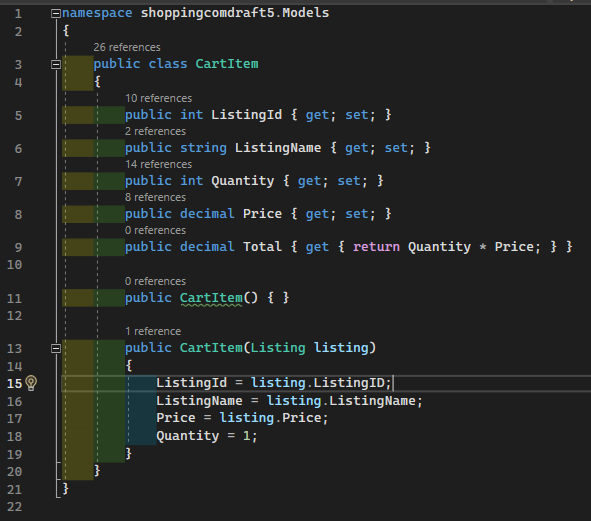 1 namespace shoppingcomdraft5.Models
2 {
26 references
3 public class CartItem
4 {
10 references
5 public int ListingId { get; set; }
2 references
6 public string ListingName { get; set; }
14 references
7 public int Quantity { get; set; }
8 references
8 public decimal Price { get; set; }
0 references
9 public decimal Total { get { return Quantity * Price; } }
10
0 references
11 public CartItem() { }
12
1 reference
13 public CartItem(Listing listing)
14 {
15 ListingId = listing.ListingID;
16 ListingName = listing.ListingName;
17 Price = listing.Price;
18 Quantity = 1;
19 }
20 }
21 }
22